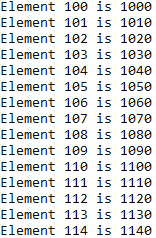 Element 100 is 1000
Element 101 is 1010
Element 102 is 1020
Element 103 is 1030
Element 104 is 1040
Element 105 is 1050
Element 106 is 1060
Element 107 is 1070
Element 108 is 1080
Element 109 is 1090
Element 110 is 1100
Element 111 is 1110
Element 112 is 1120
Element 113 is 1130
Element 114 is 1140